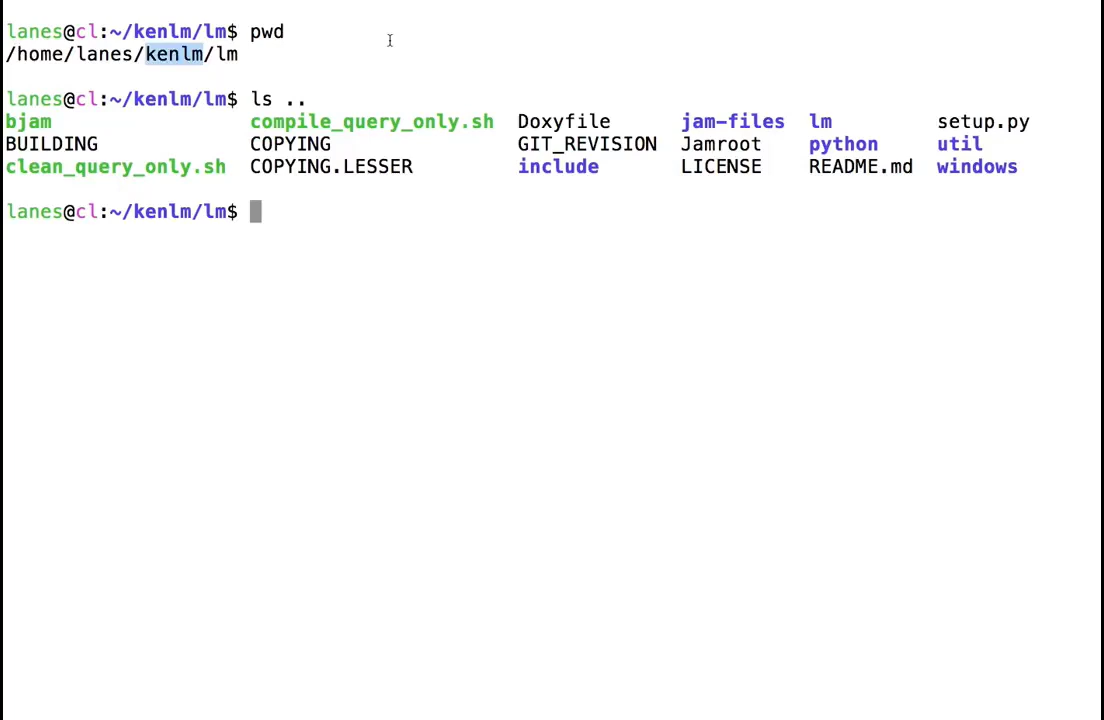 lanes@cl:~/kenlm/lm$ pwd
/home/lanes/kenlm/lm
lanes@cl:~/kenlm/lm$ ls ..
bjam compile_query_only.sh Doxyfile jam-files lm setup.py
BUILDING COPYING GIT_REVISION Jamroot python util
clean_query_only.sh COPYING.LESSER include LICENSE README.md windows
lanes@cl:~/kenlm/lm$